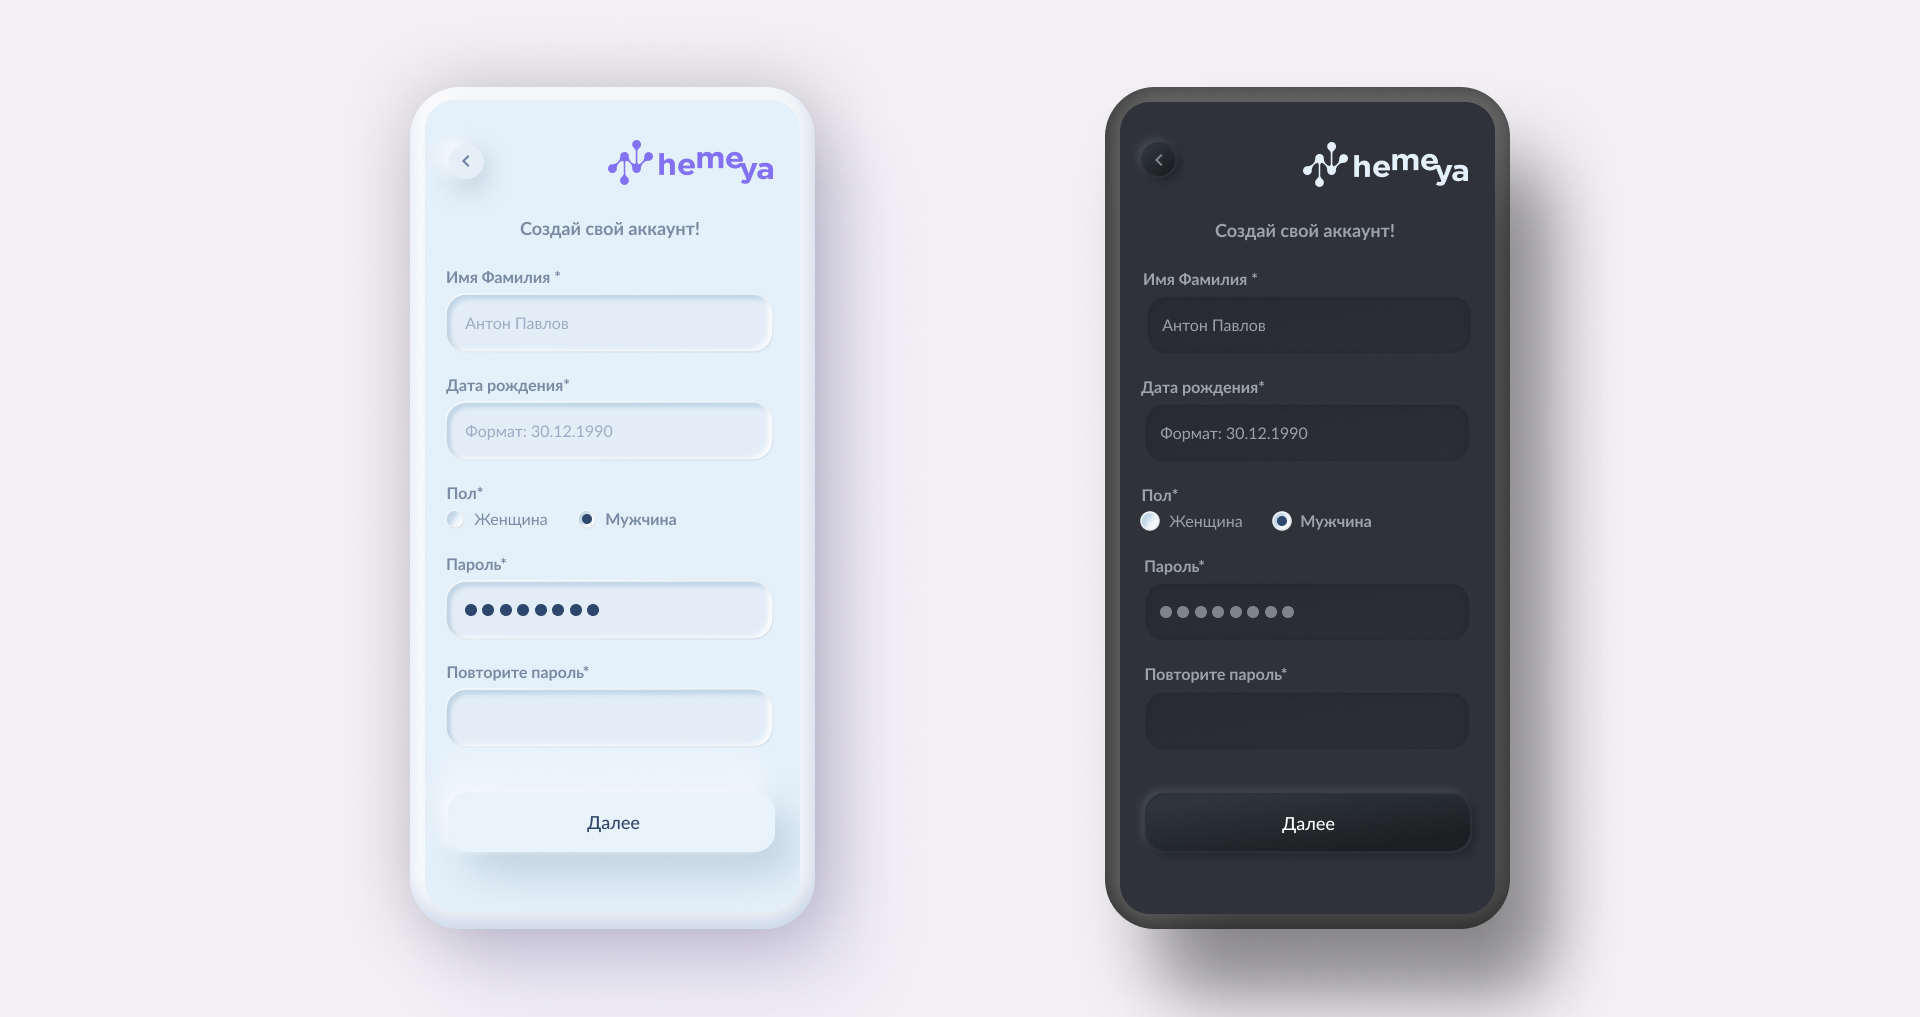 hemeya
Создай свой аккаунт!
Имя Фамилия *
Антон Павлов
Дата рождения*
Формат: 30.12.1990
Пол*
Женщина Мужчина
Пароль*
Повторите пароль*
Далее
hemeya
Создай свой аккаунт!
Имя Фамилия *
Антон Павлов
Дата рождения*
Формат: 30.12.1990
Пол*
Женщина Мужчина
Пароль*
Повторите пароль*
Далее